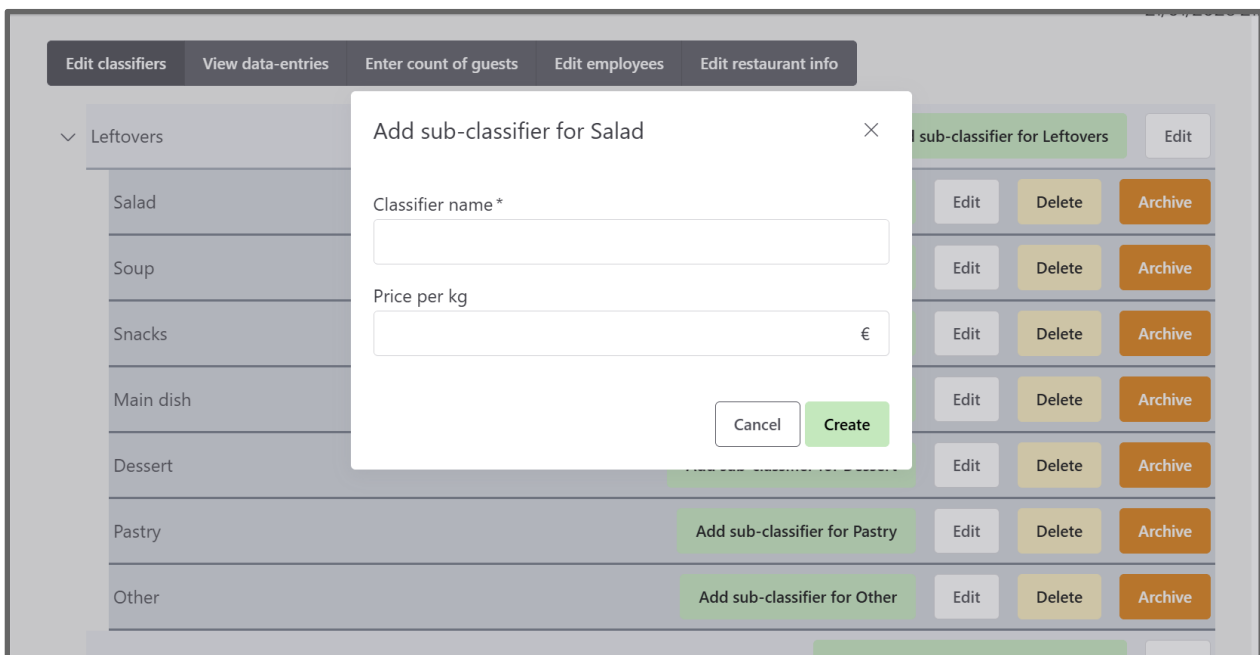 Edit classifiers View data-entries Enter count of guests Edit employees Edit restaurant info
Add sub-classifier for Salad
Leftovers sub-classifier for Leftovers Edit
Salad Edit Delete Archive
Classifier name*
Soup Edit Delete Archive
Price per kg
Snacks € Edit Delete Archive
Main dish Edit Delete Archive
Cancel Create
Dessert Edit Delete Archive
Pastry Add sub-classifier for Pastry Edit Delete Archive
Other Add sub-classifier for Other Edit Delete Archive